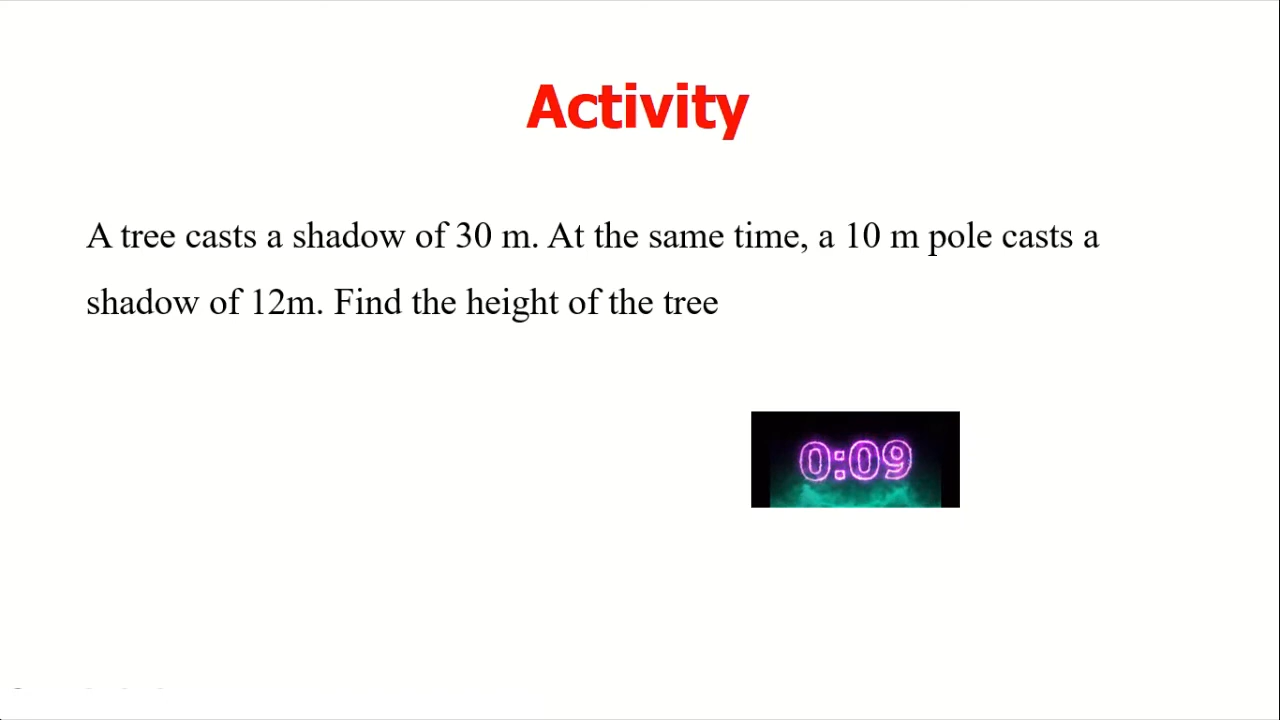 Activity
A tree casts a shadow of 30 m. At the same time, a 10 m pole casts a
shadow of 12m. Find the height of the tree
0:09